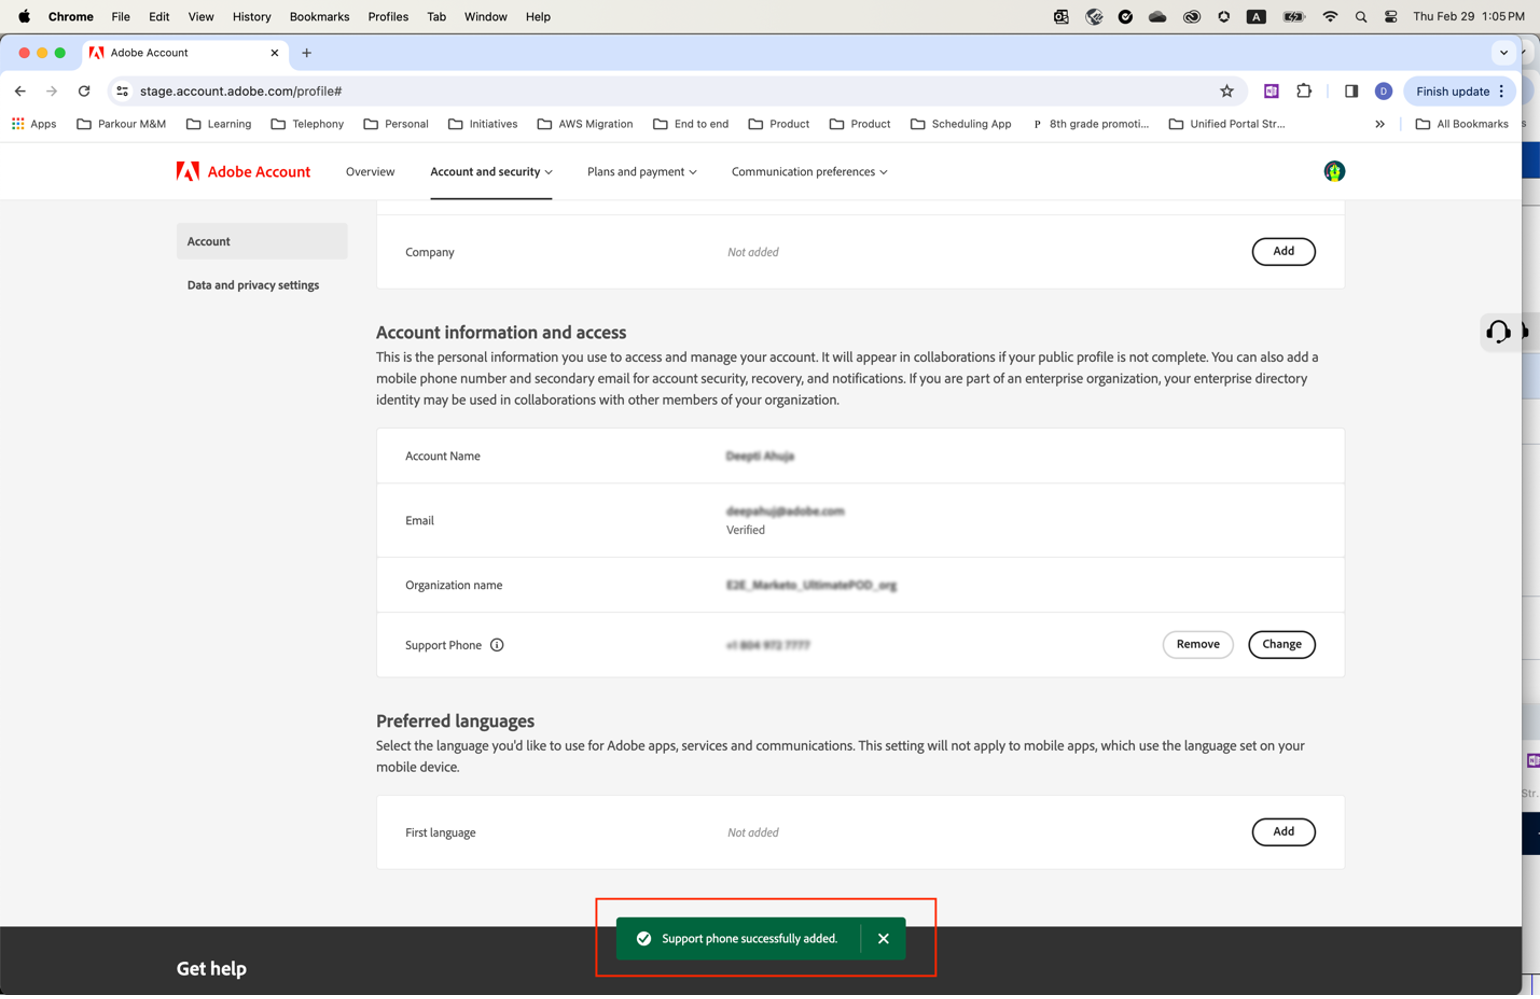 Chrome File Edit View History Bookmarks Profiles Tab Window Help A Thu Feb 29 1:05 PM
Adobe Account
stage.account.adobe.com/profile# D Finish update
Apps Parkour M&M Learning Telephony Personal Initiatives AWS Migration End to end Product Product Scheduling App P 8th grade promoti... Unified Portal Str... » All Bookmarks
Adobe Account Overview Account and security Plans and payment Communication preferences
Account
Data and privacy settings
Company Not added Add
Account information and access
This is the personal information you use to access and manage your account. It will appear in collaborations if your public profile is not complete. You can also add a
mobile phone number and secondary email for account security, recovery, and notifications. If you are part of an enterprise organization, your enterprise directory
identity may be used in collaborations with other members of your organization.
Account Name
Email
Verified
Organization name
Support Phone Remove Change
Preferred languages
Select the language you'd like to use for Adobe apps, services and communications. This setting will not apply to mobile apps, which use the language set on your
mobile device.
Str.
First language Not added Add
Support phone successfully added.
Get help